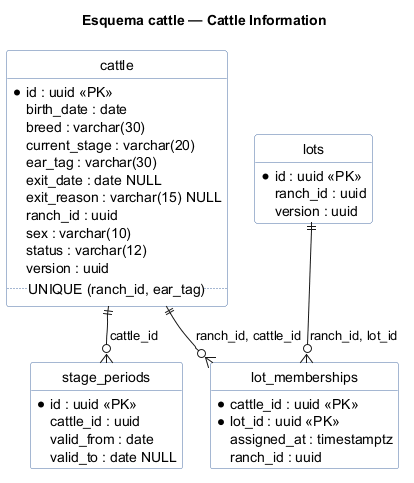 Esquema cattle — Cattle Information
cattle
id : uuid «PK»
birth_date : date
breed : varchar(30)
current_stage : varchar(20)
ear_tag : varchar(30)
exit_date : date NULL
exit_reason : varchar(15) NULL
ranch_id : uuid
sex : varchar(10)
status : varchar(12)
version : uuid
UNIQUE (ranch_id, ear_tag)
lots
id : uuid «PK»
ranch_id : uuid
version : uuid
cattle_id
ranch_id, cattle_id
ranch_id, lot_id
stage_periods
id : uuid «PK»
cattle_id : uuid
valid_from : date
valid_to : date NULL
lot_memberships
cattle_id : uuid «PK»
lot_id : uuid «PK»
assigned_at : timestamptz
ranch_id : uuid